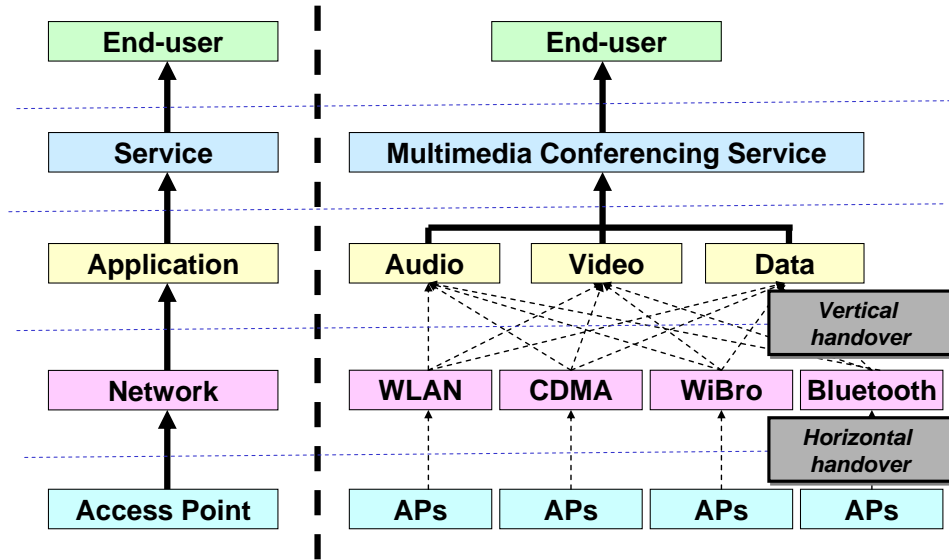 End-user
End-user
Service
Multimedia Conferencing Service
Application
Audio
Video
Data
Vertical
handover
Network
WLAN
CDMA
WiBro
Bluetooth
Horizontal
handover
Access Point
APs
APs
APs
APs